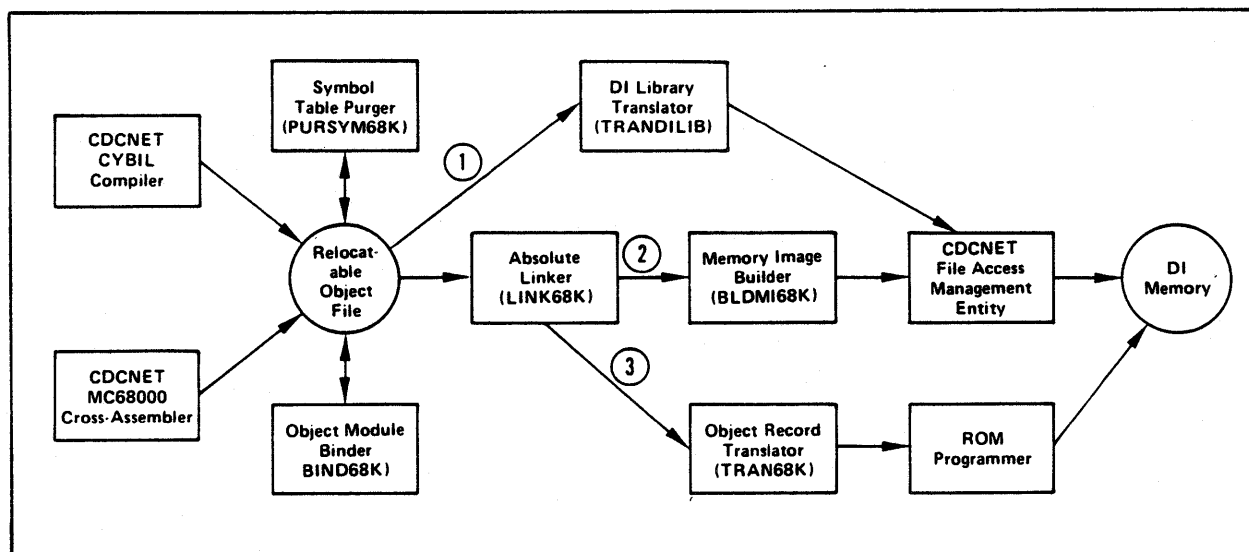 Symbol
Table Purger
(PURSYM68K)
DI Library
Translator
(TRANDILIB)
CDCNET
CYBIL
Compiler
1
Relocat-
able
Object
File
Absolute
Linker
(LINK68K)
2
Memory Image
Builder
(BLDMI68K)
CDCNET
File Access
Management
Entity
DI
Memory
3
CDCNET
MC68000
Cross-Assembler
Object Module
Binder
BIND68K)
Object Record
Translator
(TRAN68K)
ROM
Programmer